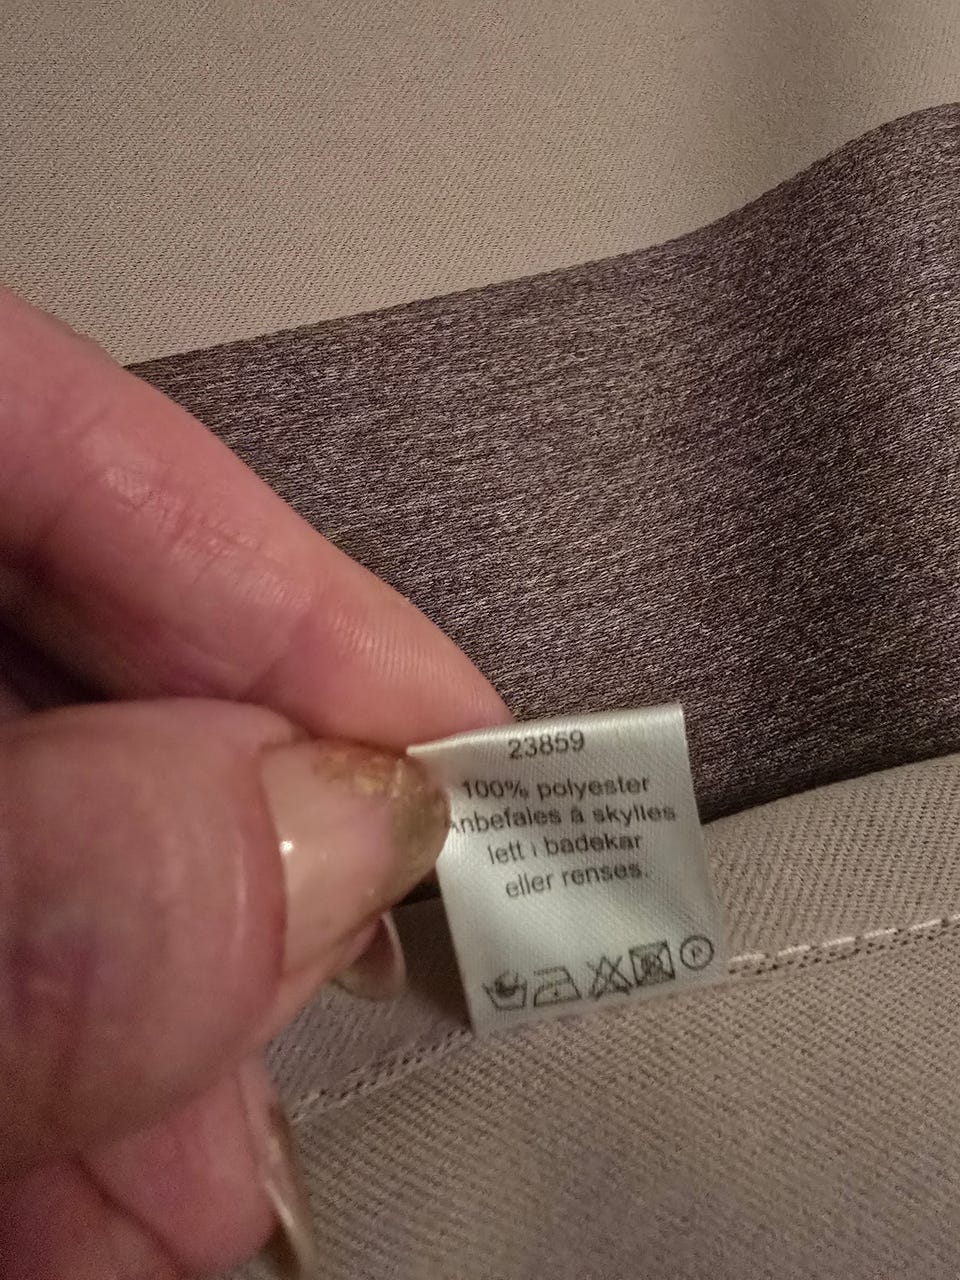 23859
100% polyester
Anbefales å skylles
lett i badekar
eller renses.
P